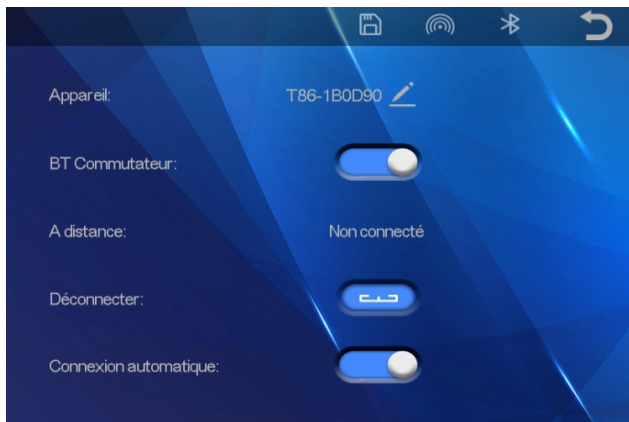 Appareil: T86-1B0D90
BT Commutateur:
A distance: Non connecté
Déconnecter:
Connexion automatique: